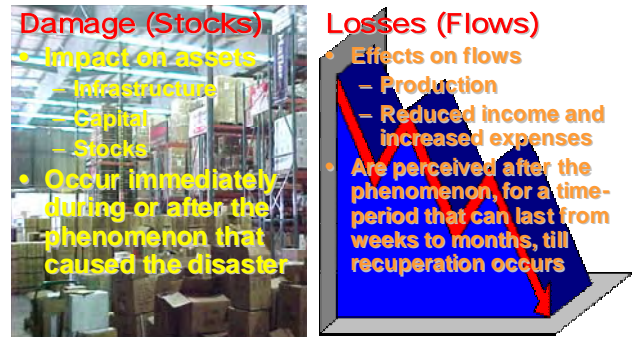 Damage (Stocks)
• Impact on assets
– Infrastructure
– Capital
– Stocks
• Occur immediately
during or after the
phenomenon that
caused the disaster
Losses (Flows)
• Effects on flows
– Production
– Reduced income and
increased expenses
• Are perceived after the
phenomenon, for a time-
period that can last from
weeks to months, till
recuperation occurs